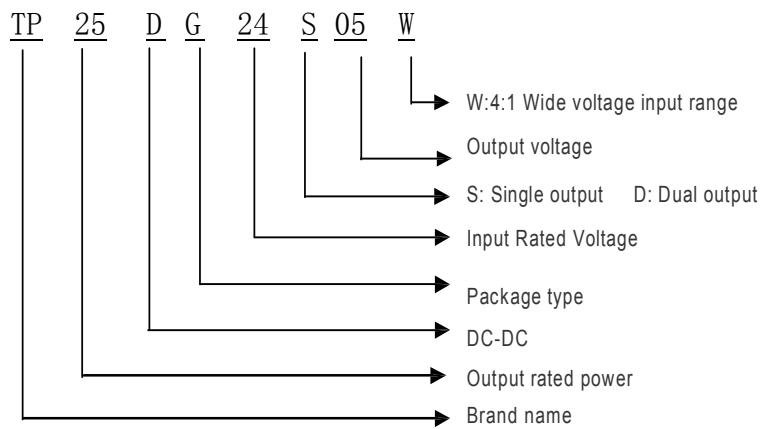 TP 25 D G 24 S 05 W
W:4:1 Wide voltage input range
Output voltage
S: Single output D: Dual output
Input Rated Voltage
Package type
DC-DC
Output rated power
Brand name